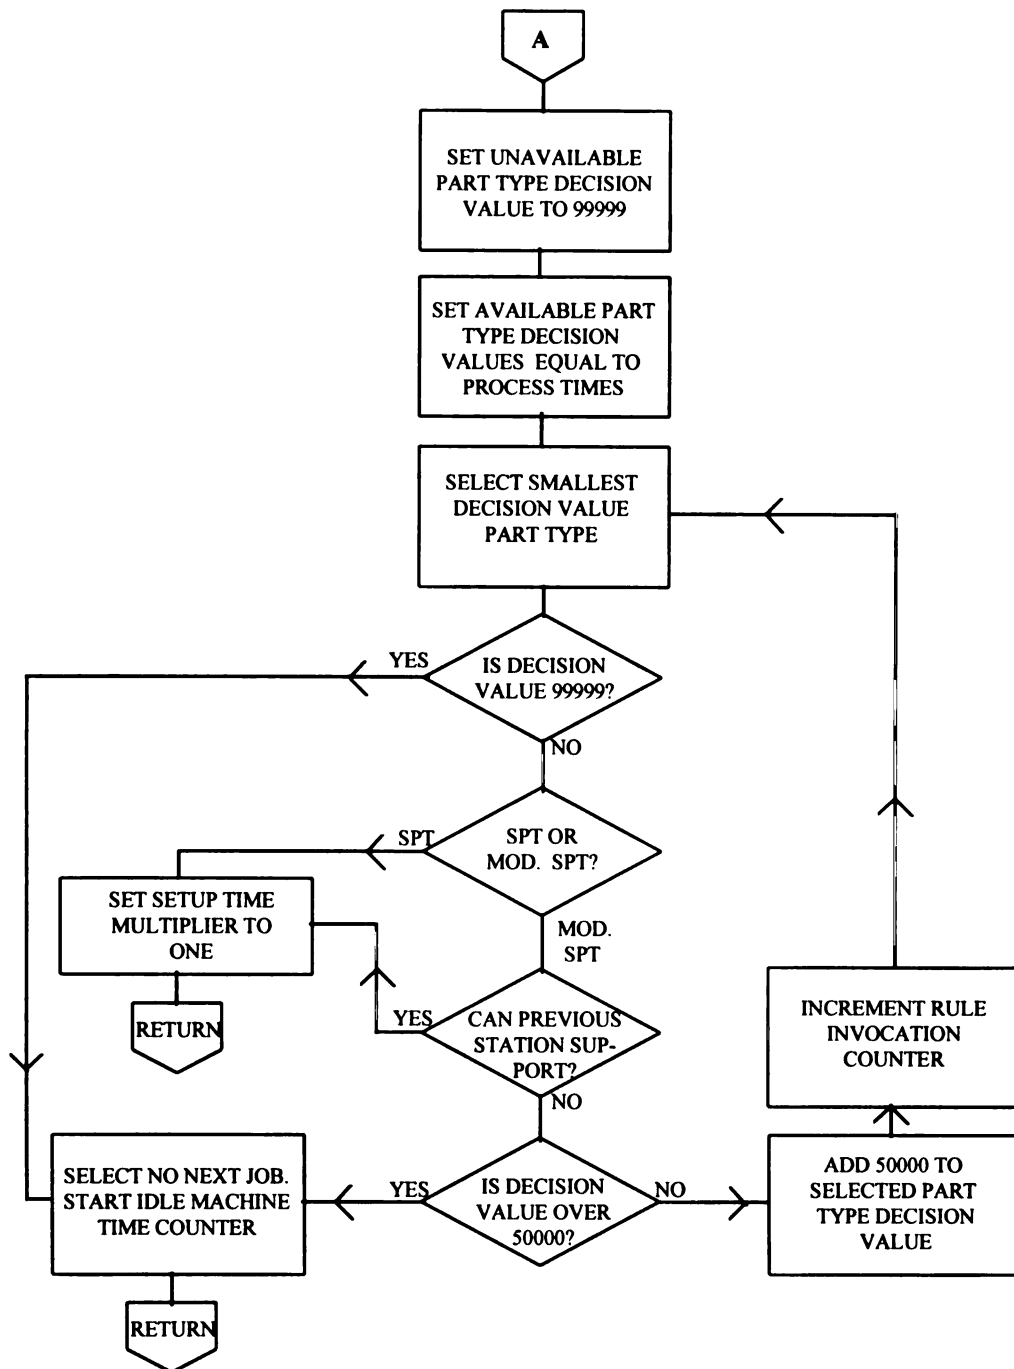 A
SET UNAVAILABLE
PART TYPE DECISION
VALUE TO 99999
SET AVAILABLE PART
TYPE DECISION
VALUES EQUAL TO
PROCESS TIMES
SELECT SMALLEST
DECISION VALUE
PART TYPE
YES
IS DECISION
VALUE 99999?
NO
SPT
SPT OR
MOD. SPT?
SET SETUP TIME
MULTIPLIER TO
ONE
MOD.
SPT
RETURN
YES
CAN PREVIOUS
STATION SUP-
PORT?
NO
INCREMENT RULE
INVOCATION
COUNTER
SELECT NO NEXT JOB.
START IDLE MACHINE
TIME COUNTER
YES
IS DECISION
VALUE OVER
50000?
NO
ADD 50000 TO
SELECTED PART
TYPE DECISION
VALUE
RETURN